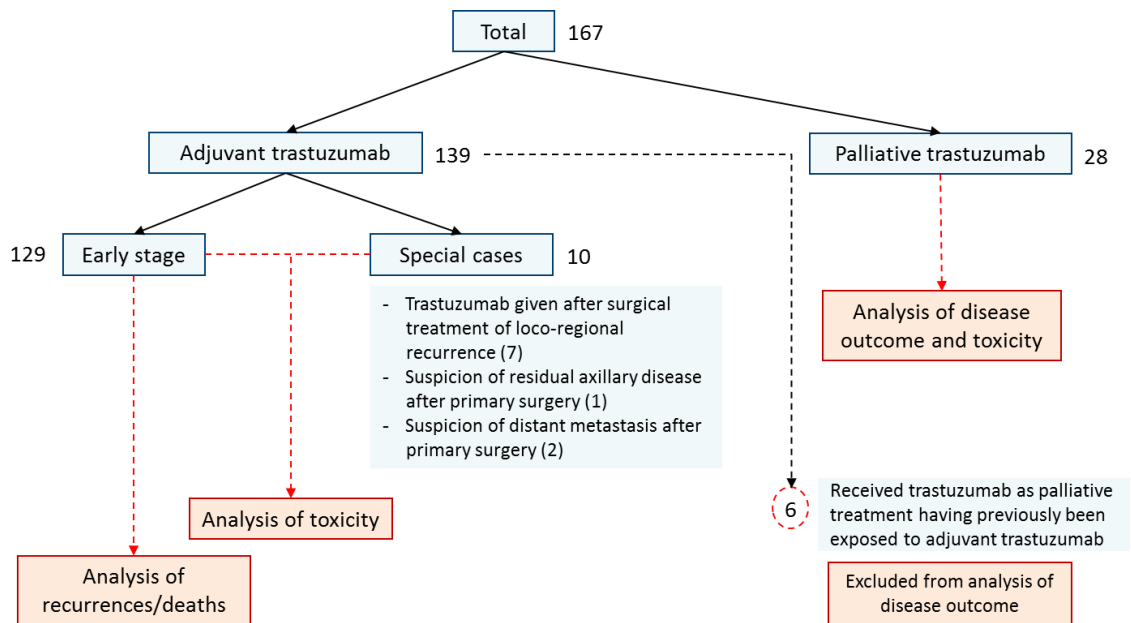 Total
167
Adjuvant trastuzumab
139
Palliative trastuzumab
28
129
Early stage
Special cases
10
- Trastuzumab given after surgical
treatment of loco-regional
recurrence (7)
- Suspicion of residual axillary disease
after primary surgery (1)
- Suspicion of distant metastasis after
primary surgery (2)
Analysis of disease
outcome and toxicity
Analysis of toxicity
6
Received trastuzumab as palliative
treatment having previously been
exposed to adjuvant trastuzumab
Analysis of
recurrences/deaths
Excluded from analysis of
disease outcome